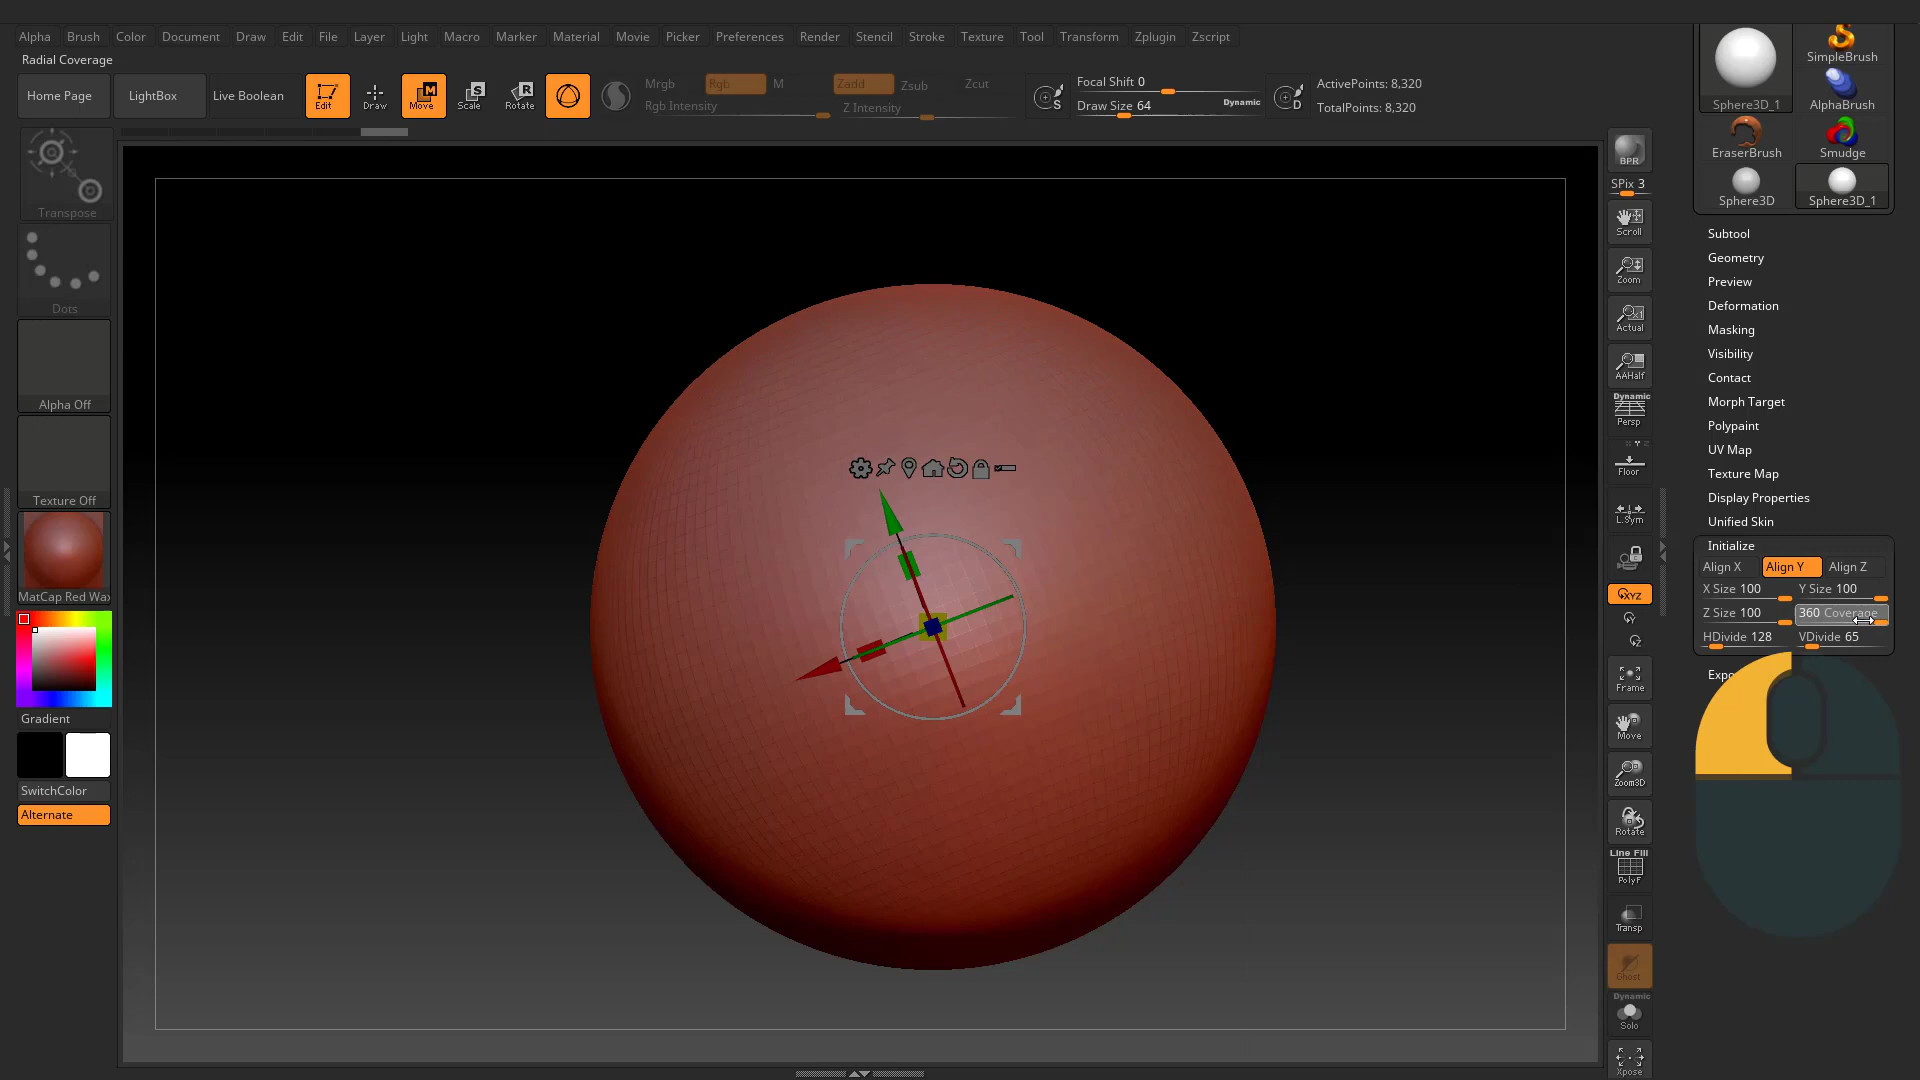 Alpha Brush Color Document Draw Edit File Layer Light Macro Marker Material Movie Picker Preferences Render Stencil Stroke Texture Tool Transform Zplugin Zscript
Radial Coverage
Home Page
LightBox
Live Boolean
Edit
Draw
M
Move
S
Scale
R
Rotate
Mrgb
Rgb
M
Rgb Intensity
Zadd
Zsub
Zcut
Z Intensity
S
Focal Shift 0
Draw Size 64
Dynamic
D
ActivePoints: 8,320
TotalPoints: 8,320
Transpose
Dots
Alpha Off
Texture Off
MatCap Red Wax
Gradient
SwitchColor
Alternate
BPR
SPix 3
Scroll
Zoom
Actual
AAHalf
Dynamic
Persp
Floor
L.Sym
XYZ
Frame
Move
Zoom3D
Rotate
Line Fill
PolyF
Transp
Ghost
Dynamic
Solo
Xpose
Sphere3D_1
SimpleBrush
AlphaBrush
EraserBrush
Smudge
Sphere3D
Sphere3D_1
Subtool
Geometry
Preview
Deformation
Masking
Visibility
Contact
Morph Target
Polypaint
UV Map
Texture Map
Display Properties
Unified Skin
Initialize
Align X Align Y Align Z
X Size 100 Y Size 100
Z Size 100 360 Coverage
HDivide 128 VDivide 65
Expo